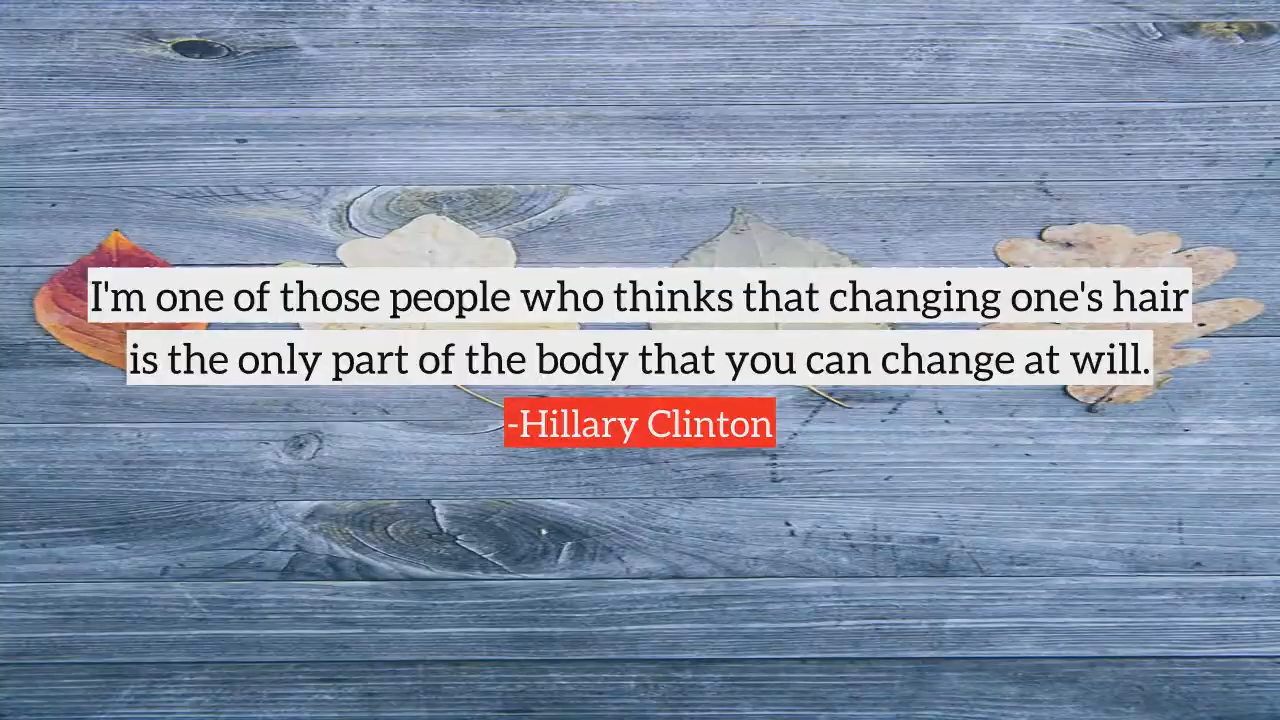 I'm one of those people who thinks that changing one's hair
is the only part of the body that you can change at will.
-Hillary Clinton